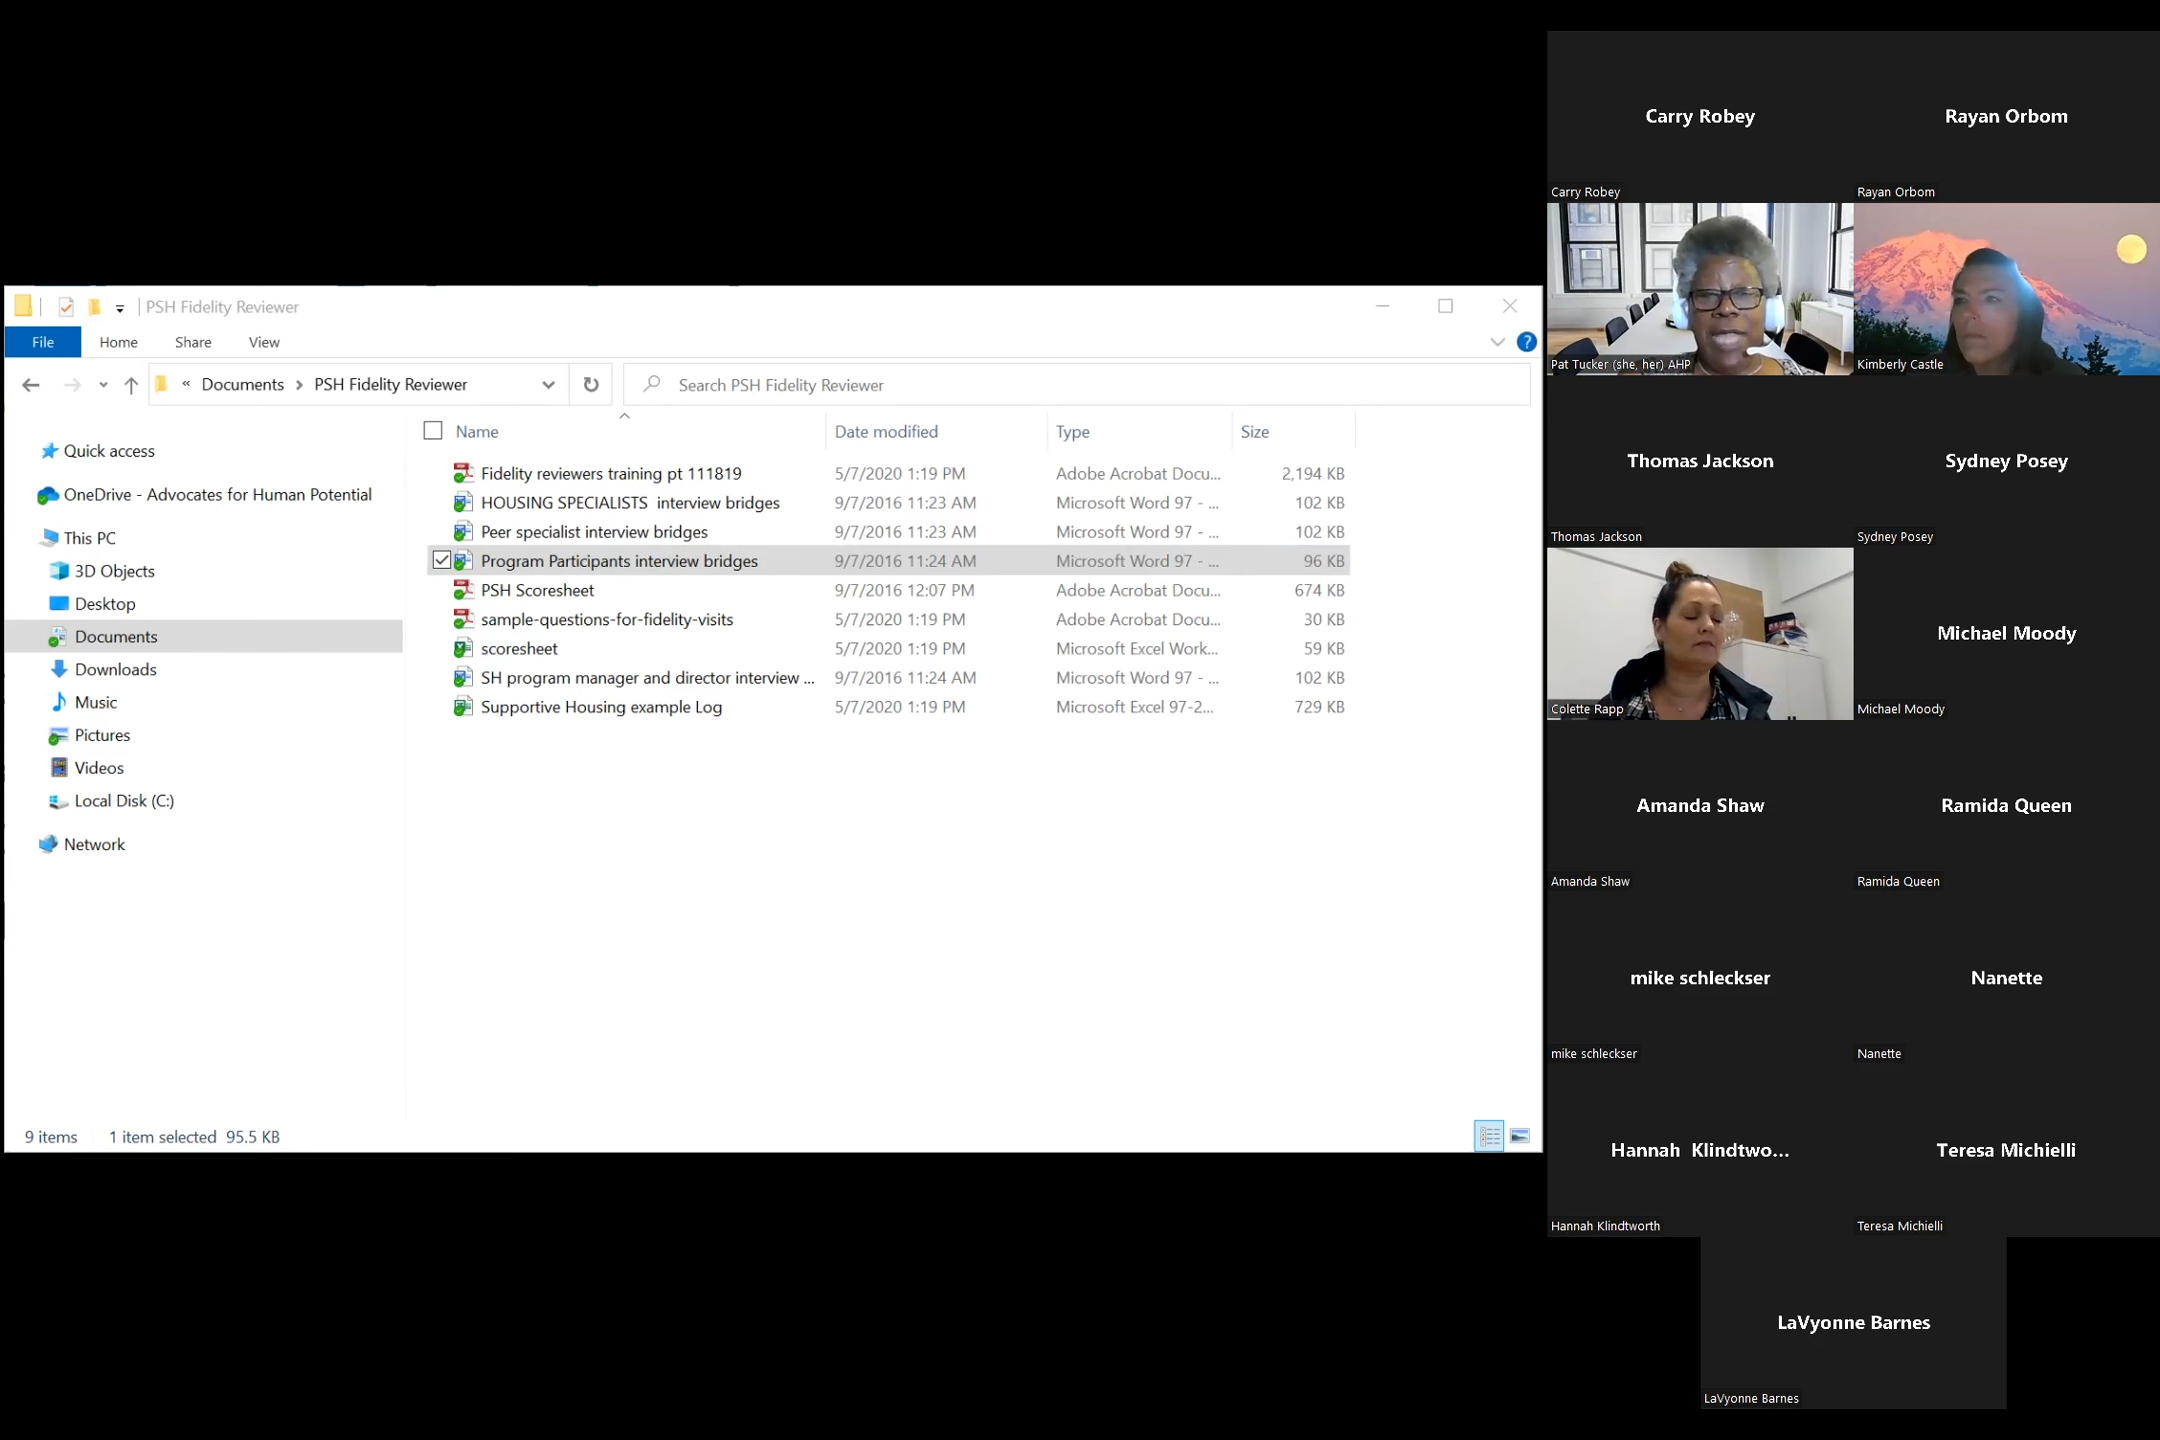 PSH Fidelity Reviewer
File Home Share View
« Documents > PSH Fidelity Reviewer
Search PSH Fidelity Reviewer
Quick access
OneDrive - Advocates for Human Potential
This PC
3D Objects
Desktop
Documents
Downloads
Music
Pictures
Videos
Local Disk (C:)
Network
Name Date modified Type Size
Fidelity reviewers training pt 111819 5/7/2020 1:19 PM Adobe Acrobat Docu... 2,194 KB
HOUSING SPECIALISTS interview bridges 9/7/2016 11:23 AM Microsoft Word 97 - ... 102 KB
Peer specialist interview bridges 9/7/2016 11:23 AM Microsoft Word 97 - ... 102 KB
Program Participants interview bridges 9/7/2016 11:24 AM Microsoft Word 97 - ... 96 KB
PSH Scoresheet 9/7/2016 12:07 PM Adobe Acrobat Docu... 674 KB
sample-questions-for-fidelity-visits 5/7/2020 1:19 PM Adobe Acrobat Docu... 30 KB
scoresheet 5/7/2020 1:19 PM Microsoft Excel Work... 59 KB
SH program manager and director interview ... 9/7/2016 11:24 AM Microsoft Word 97 - ... 102 KB
Supportive Housing example Log 5/7/2020 1:19 PM Microsoft Excel 97-2... 729 KB
9 items 1 item selected 95.5 KB
Carry Robey
Carry Robey
Rayan Orbom
Rayan Orbom
Pat Tucker (she, her) AHP
Kimberly Castle
Thomas Jackson
Thomas Jackson
Sydney Posey
Sydney Posey
Colette Rapp
Michael Moody
Michael Moody
Amanda Shaw
Amanda Shaw
Ramida Queen
Ramida Queen
mike schleckser
mike schleckser
Nanette
Nanette
Hannah Klindtwo...
Hannah Klindtworth
Teresa Michielli
Teresa Michielli
LaVyonne Barnes
LaVyonne Barnes